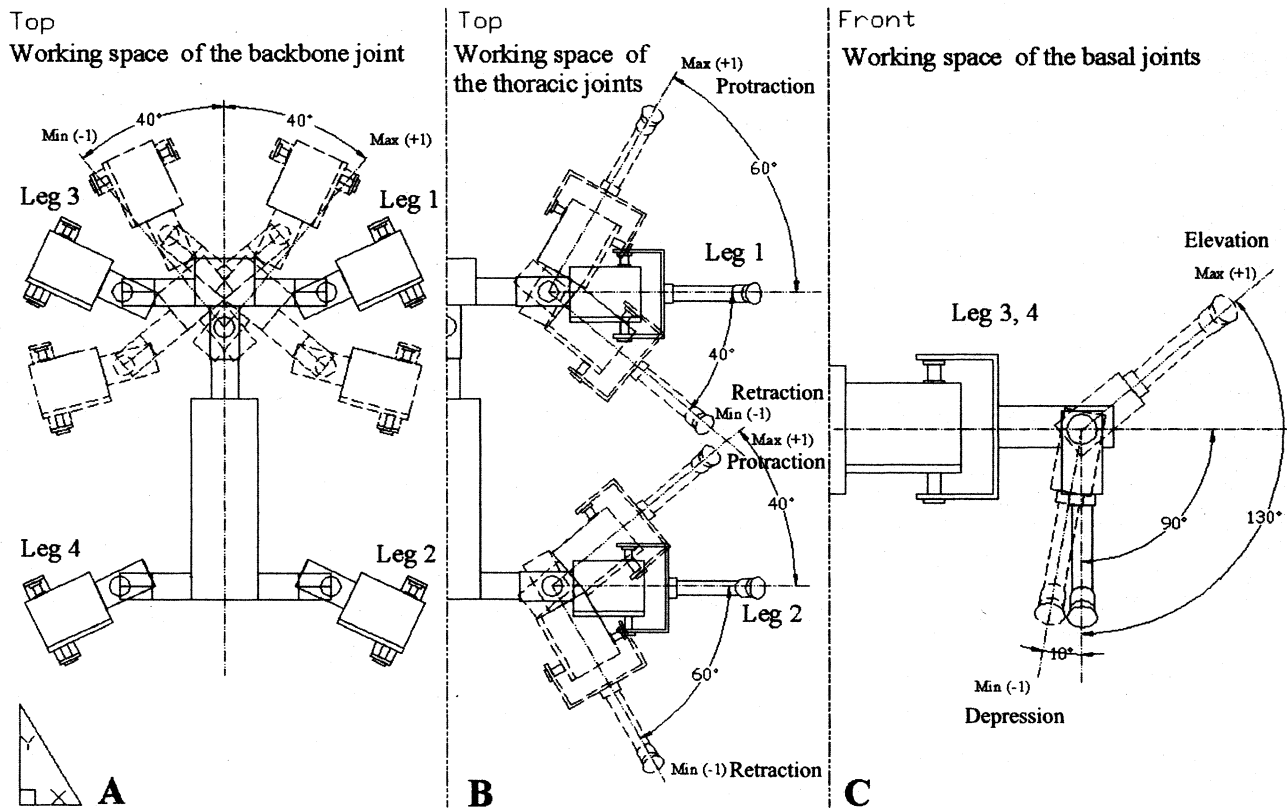 Top
Working space of the backbone joint
40°
40°
Min (-1)
Max (+1)
Leg 3
Leg 1
Leg 4
Leg 2
Y
X
A
Top
Working space of
the thoracic joints
Max (+1)
Protraction
60°
Leg 1
40°
Retraction
Min (-1)
Max (+1)
Protraction
40°
Leg 2
60°
Min (-1) Retraction
B
Front
Working space of the basal joints
Elevation
Max (+1)
Leg 3, 4
90°
130°
10°
Min (-1)
Depression
C